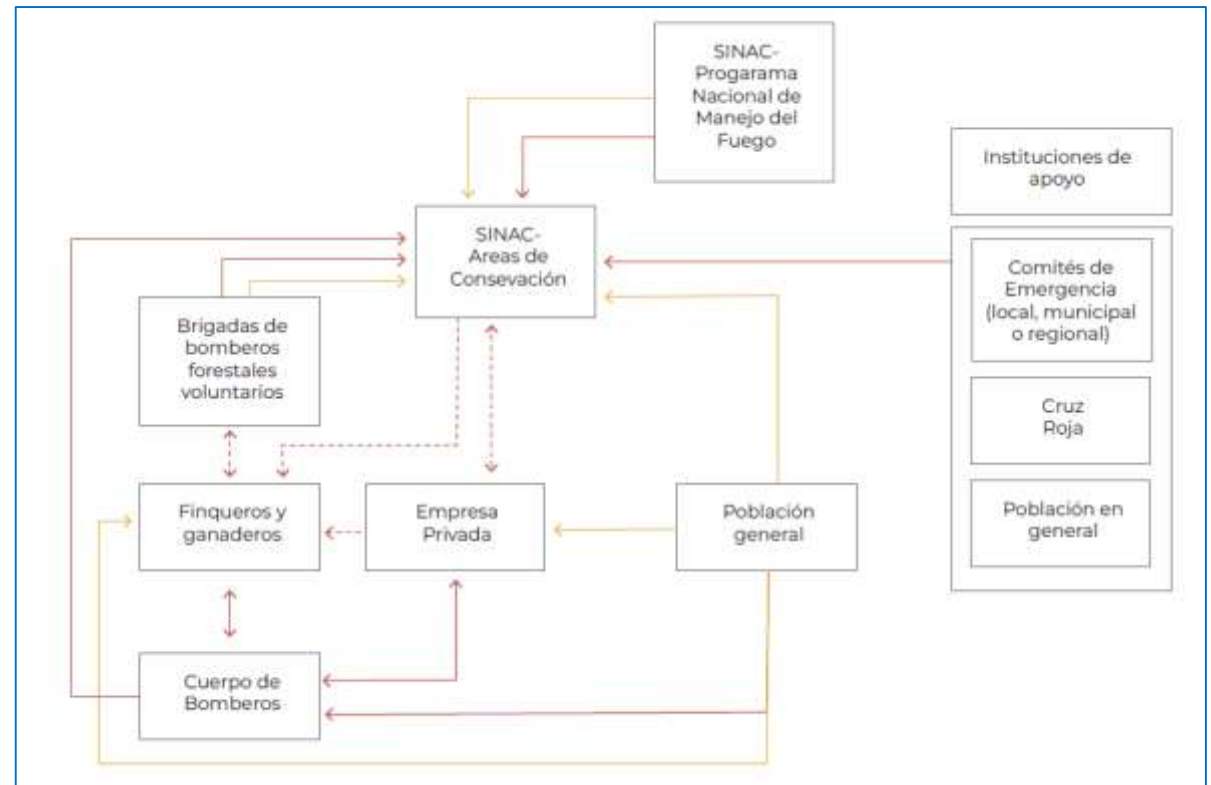 SINAC-
Progarama
Nacional de
Manejo del
Fuego
Instituciones de
apoyo
SINAC-
Areas de
Consevación
Comités de
Emergencia
(local, municipal
o regional)
Brigadas de
bomberos
forestales
voluntarios
Cruz
Roja
Finqueros y
ganaderos
Empresa
Privada
Población
general
Población en
general
Cuerpo de
Bomberos